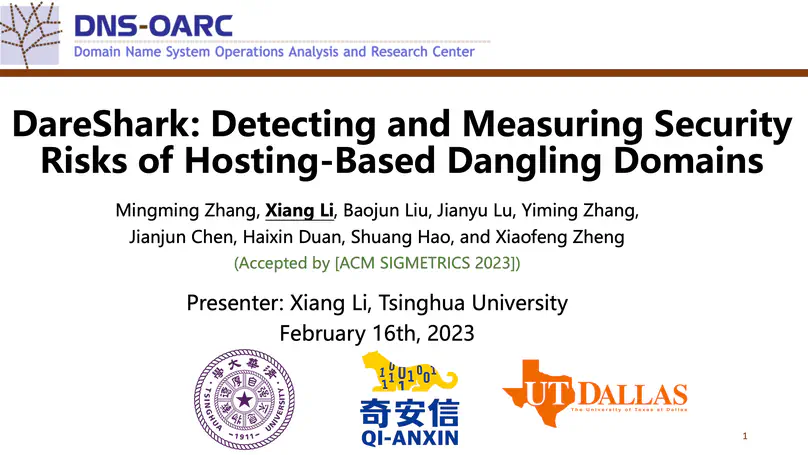 DNS-OARC
Domain Name System Operations Analysis and Research Center
DareShark: Detecting and Measuring Security
Risks of Hosting-Based Dangling Domains
Mingming Zhang, Xiang Li, Baojun Liu, Jianyu Lu, Yiming Zhang,
Jianjun Chen, Haixin Duan, Shuang Hao, and Xiaofeng Zheng
(Accepted by [ACM SIGMETRICS 2023])
Presenter: Xiang Li, Tsinghua University
February 16th, 2023
TSINGHUA UNIVERSITY
-1911-
奇安信
QI-ANXIN
UT DALLAS
The University of Texas at Dallas
1